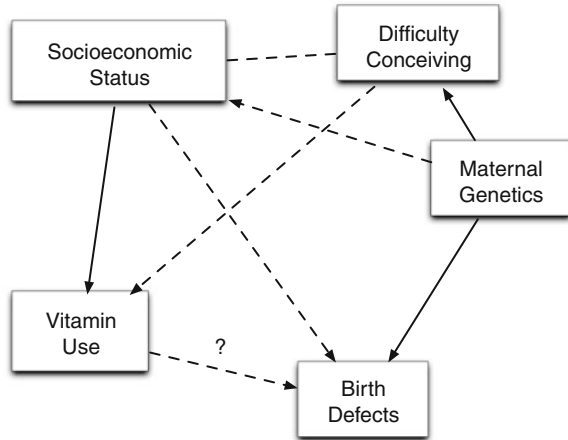 Socioeconomic
Status
Difficulty
Conceiving
Maternal
Genetics
Vitamin
Use
?
Birth
Defects